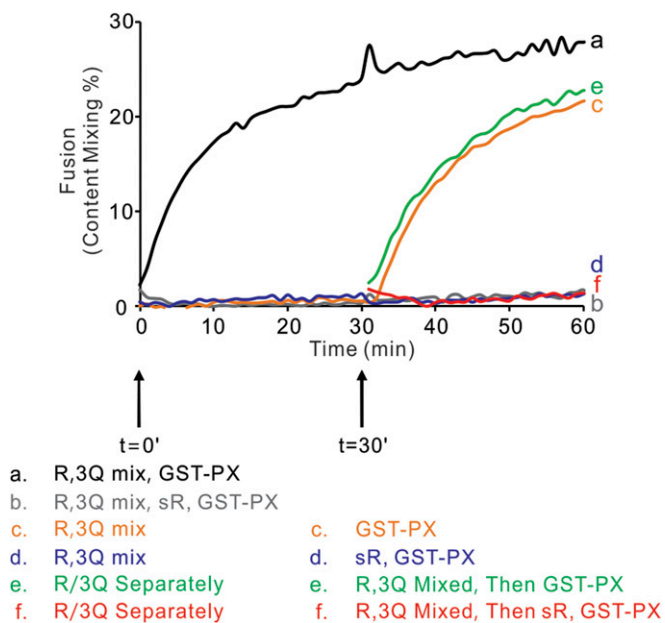 30
20
10
0
Fusion
(Content Mixing %)
a
e
c
d
f
b
0 10 20 30 40 50 60
Time (min)
t=0' t=30'
a. R,3Q mix, GST-PX
b. R,3Q mix, sR, GST-PX
c. R,3Q mix c. GST-PX
d. R,3Q mix d. sR, GST-PX
e. R/3Q Separately e. R,3Q Mixed, Then GST-PX
f. R/3Q Separately f. R,3Q Mixed, Then sR, GST-PX